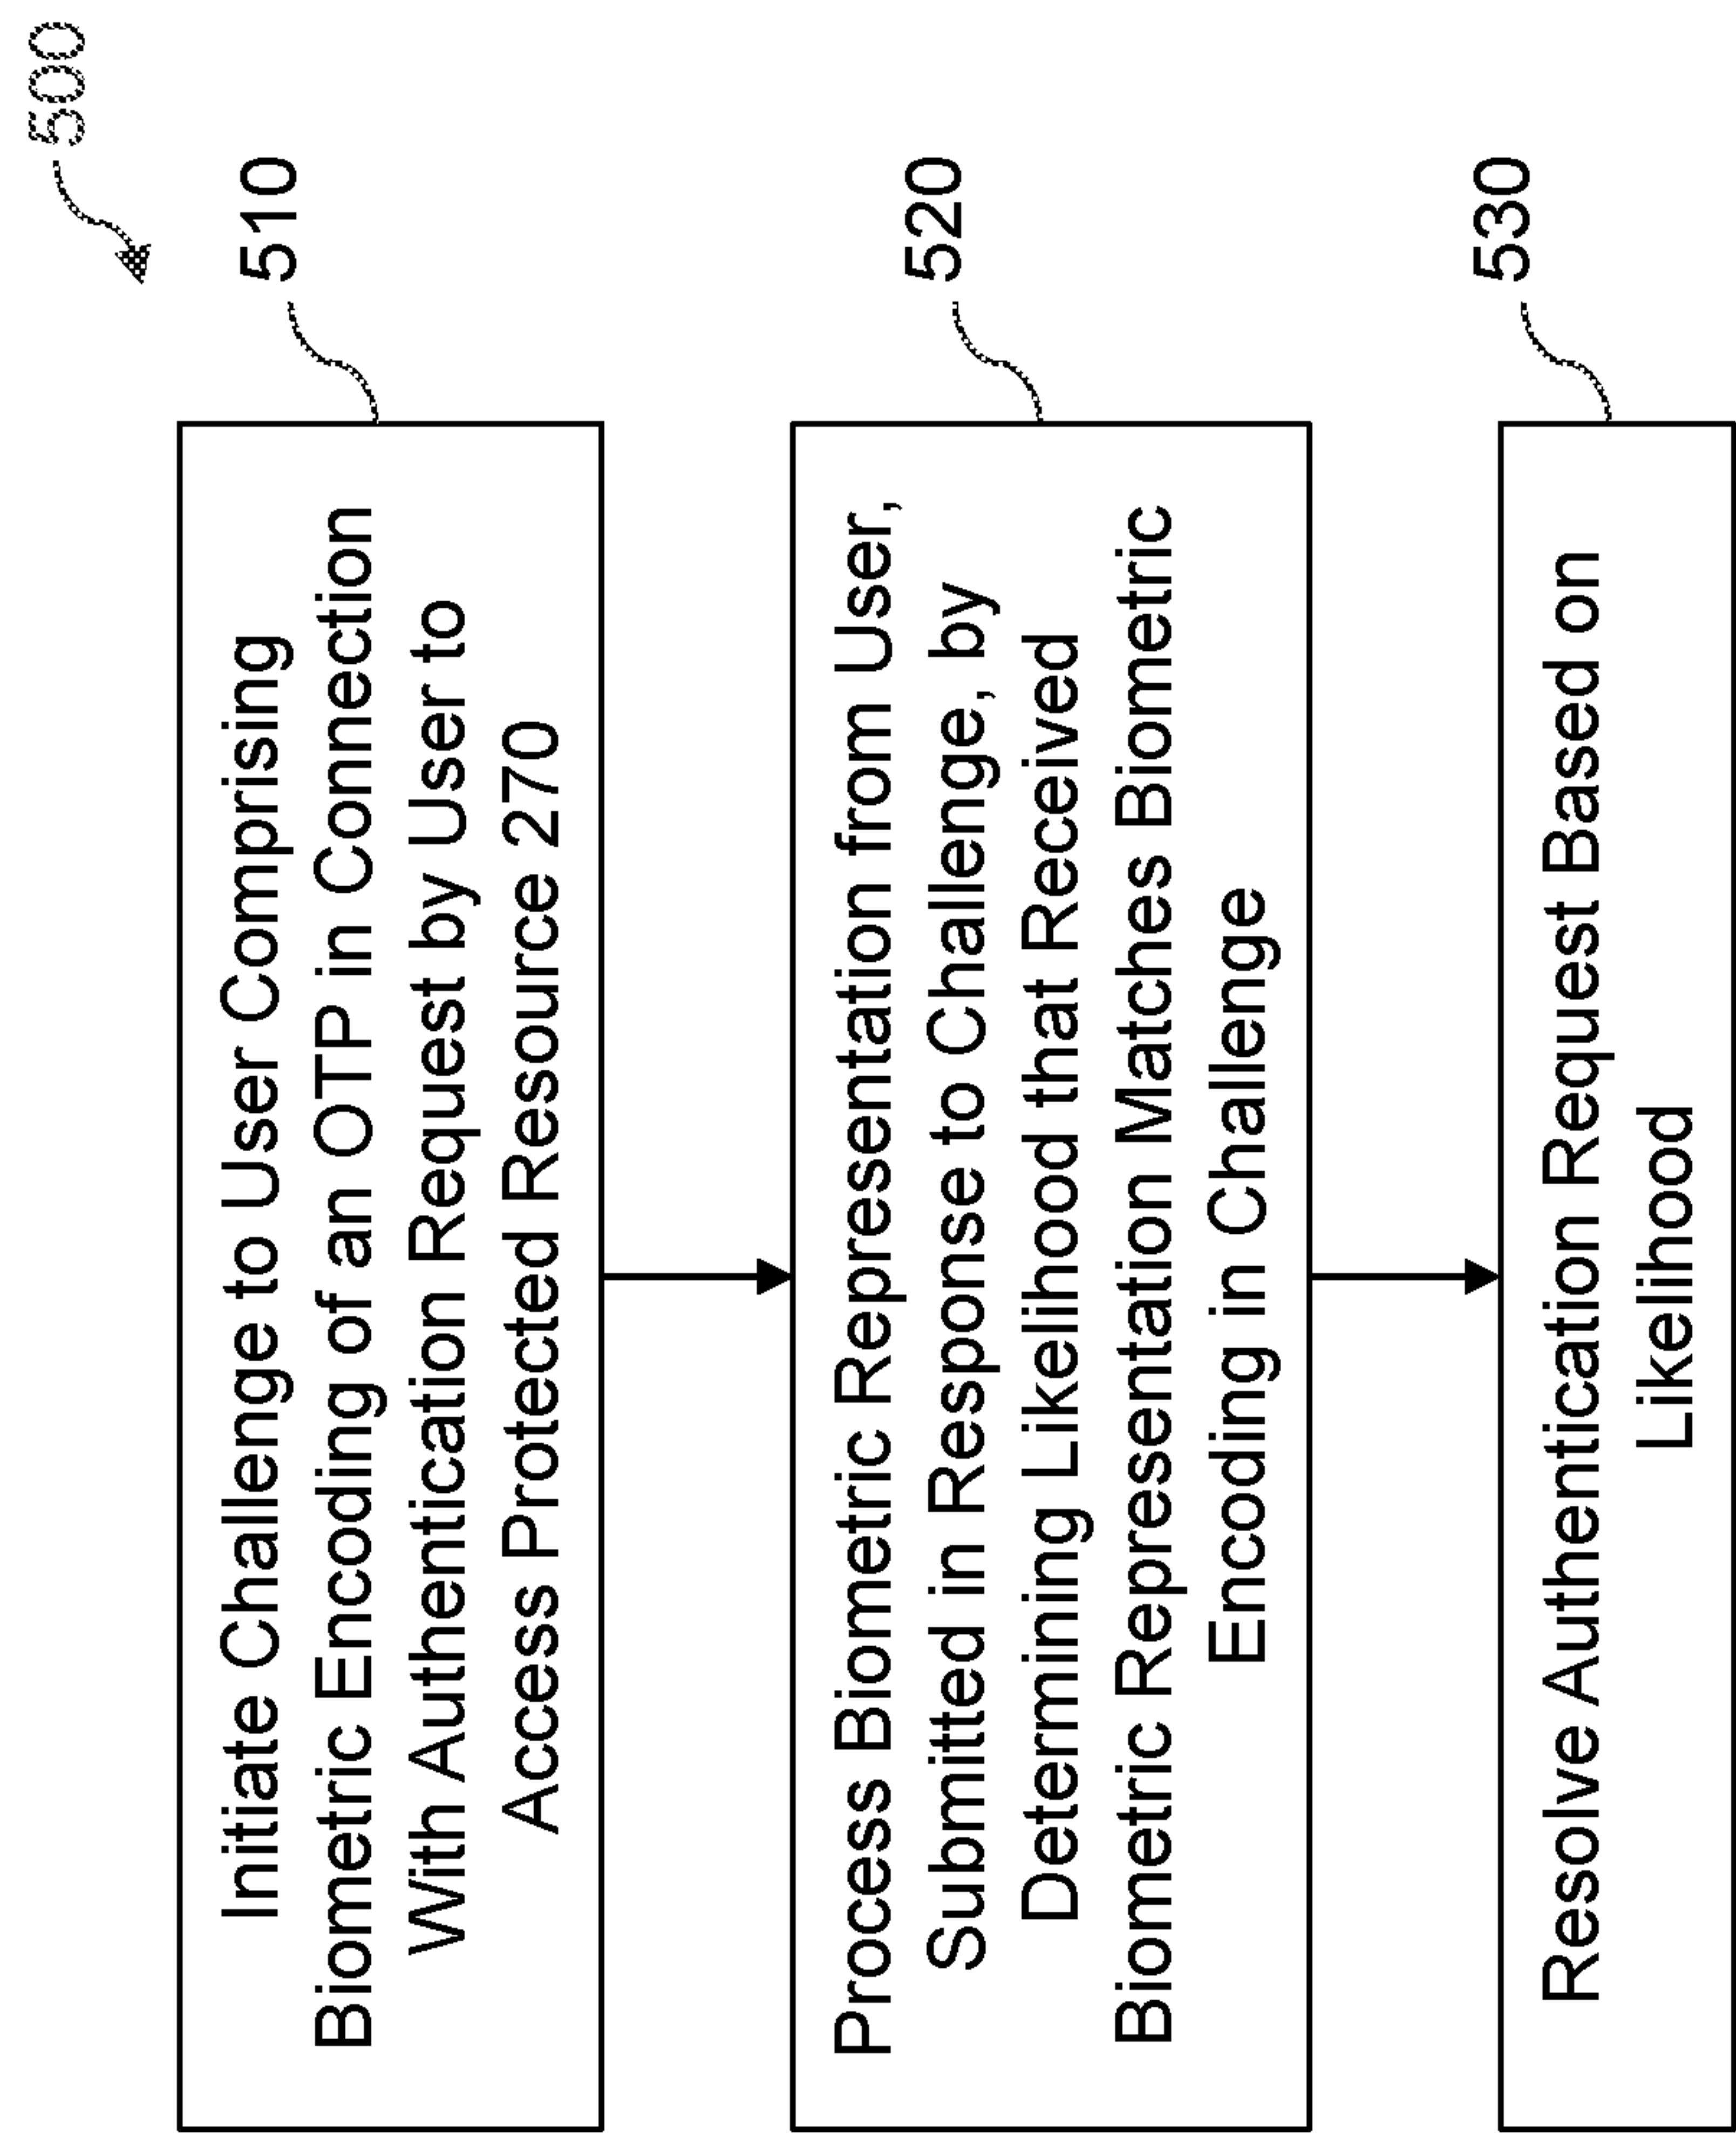 500
510
Initiate Challenge to User Comprising
Biometric Encoding of an OTP in Connection
With Authentication Request by User to
Access Protected Resource 270
520
Process Biometric Representation from User,
Submitted in Response to Challenge, by
Determining Likelihood that Received
Biometric Representation Matches Biometric
Encoding in Challenge
530
Resolve Authentication Request Based on
Likelihood